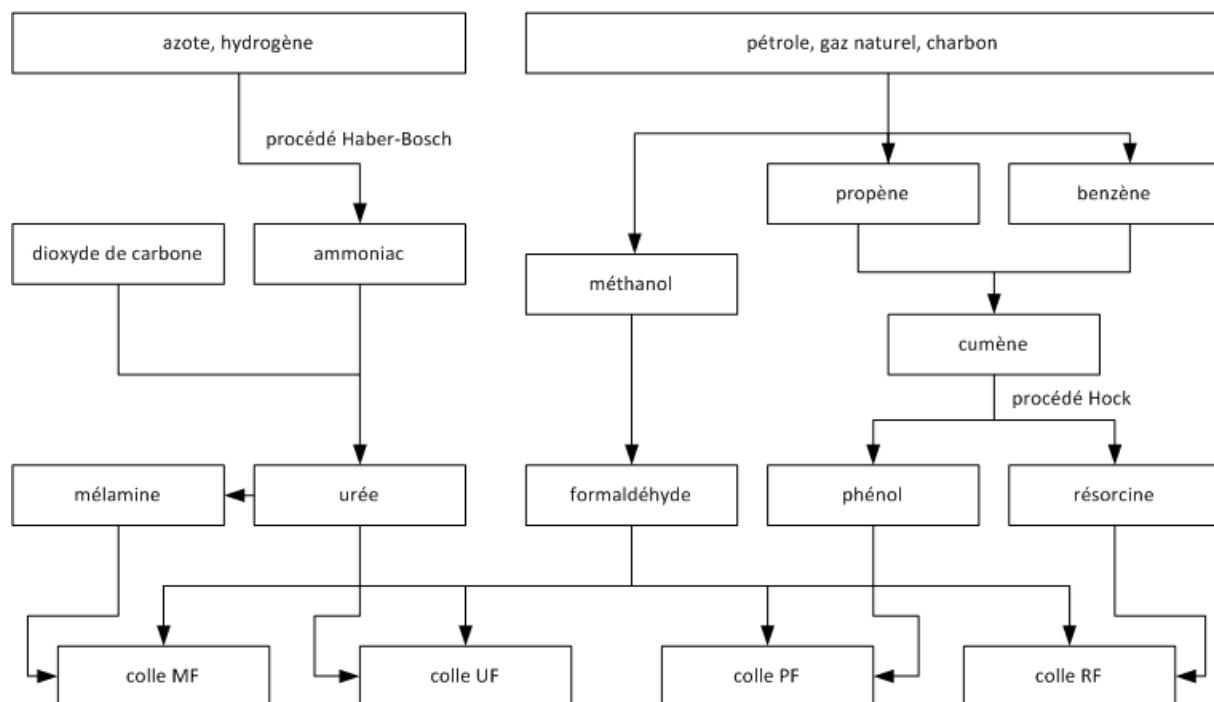 azote, hydrogène
pétrole, gaz naturel, charbon
procédé Haber-Bosch
propène
benzène
dioxyde de carbone
ammoniac
méthanol
cumène
procédé Hock
mélamine
urée
formaldéhyde
phénol
résorcine
colle MF
colle UF
colle PF
colle RF